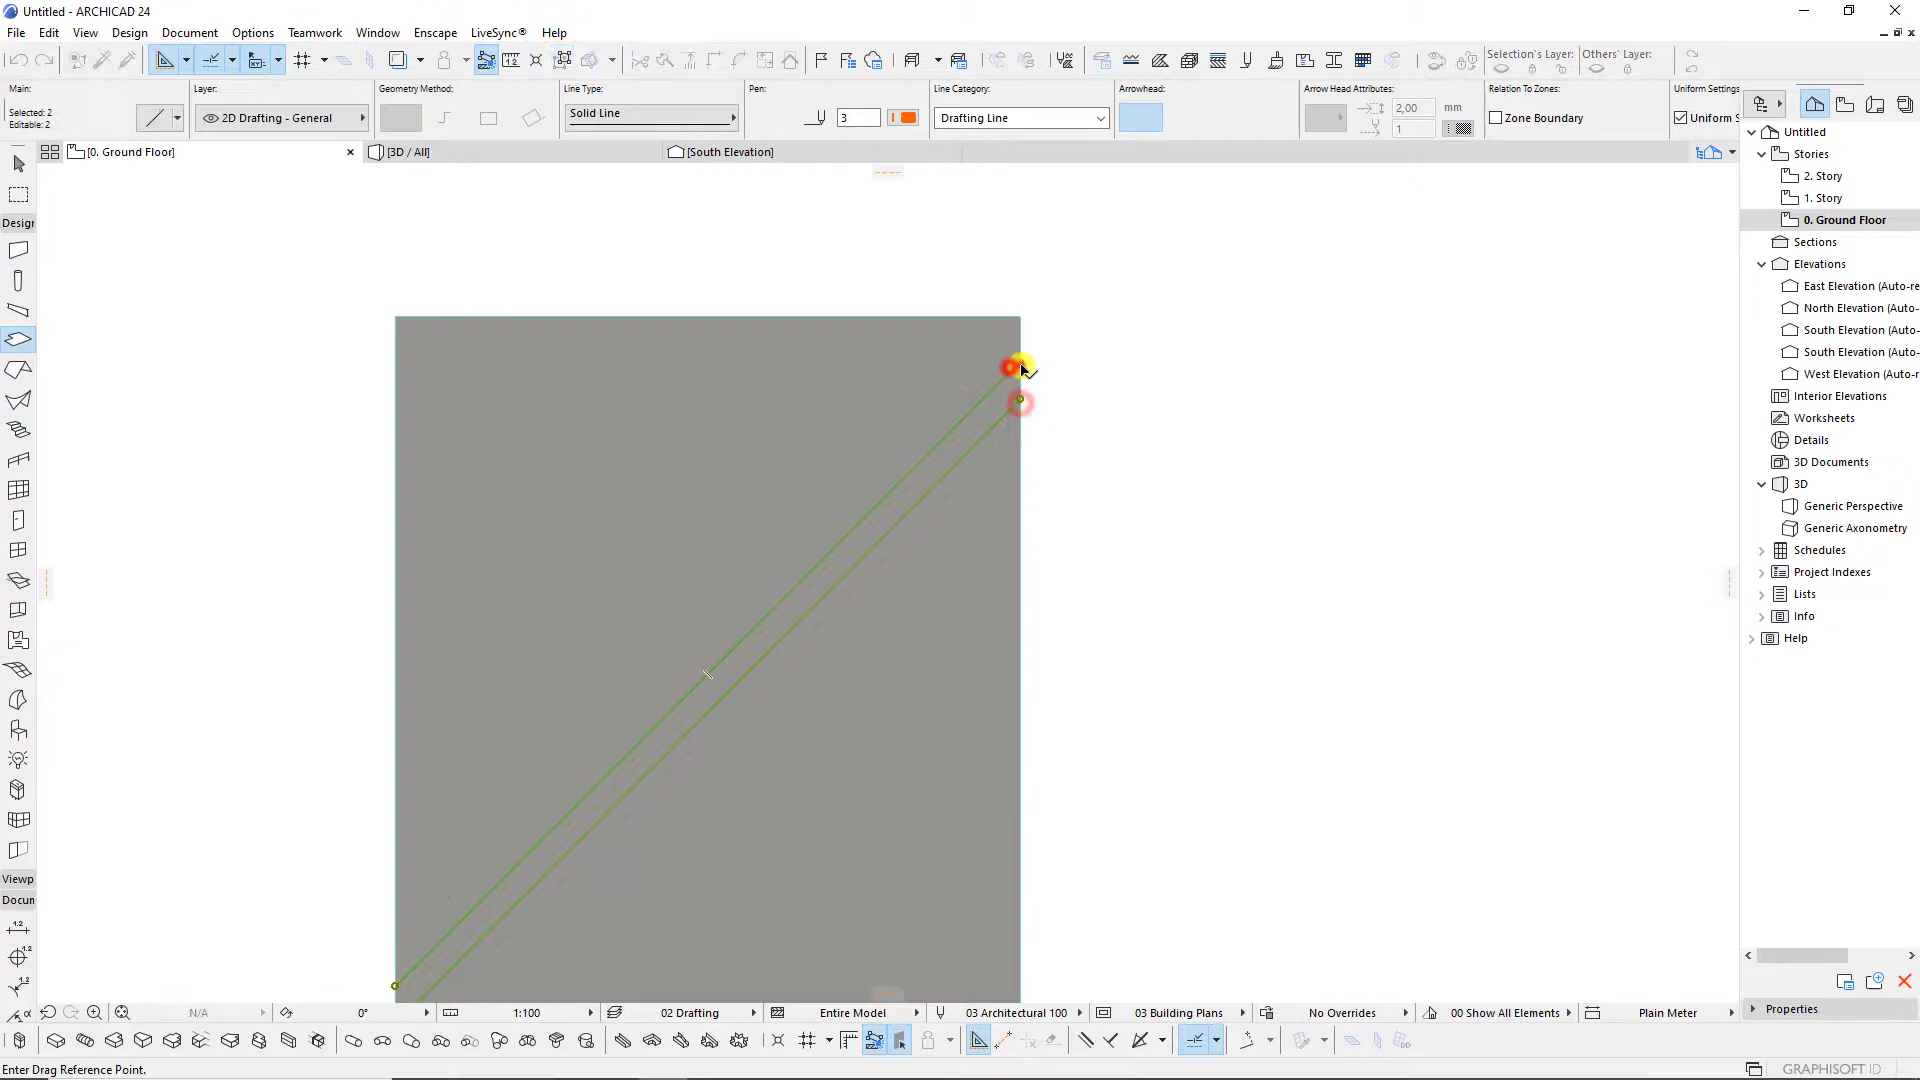 Untitled - ARCHICAD 24
File Edit View Design Document Options Teamwork Window Enscape LiveSync® Help
Selection's Layer: Others' Layer:
Main: Layer: Geometry Method: Line Type: Pen: Line Category: Arrowhead: Arrow Head Attributes: Relation To Zones: Uniform Settings
Selected: 2
Editable: 2
2D Drafting - General
Solid Line
3
Drafting Line
2,00 mm
1
Zone Boundary
Uniform S
[0. Ground Floor] [3D / All] [South Elevation]
Untitled
Stories
2. Story
1. Story
0. Ground Floor
Sections
Elevations
East Elevation (Auto-re
North Elevation (Auto-
South Elevation (Auto-
South Elevation (Auto-
West Elevation (Auto-r
Interior Elevations
Worksheets
Details
3D Documents
3D
Generic Perspective
Generic Axonometry
Schedules
Project Indexes
Lists
Info
Help
Properties
Design
Viewp
Docun
1.2
1.2
1.2
N/A 0° 1:100 02 Drafting Entire Model 03 Architectural 100 03 Building Plans No Overrides 00 Show All Elements Plain Meter
Enter Drag Reference Point.
GRAPHISOFT ID